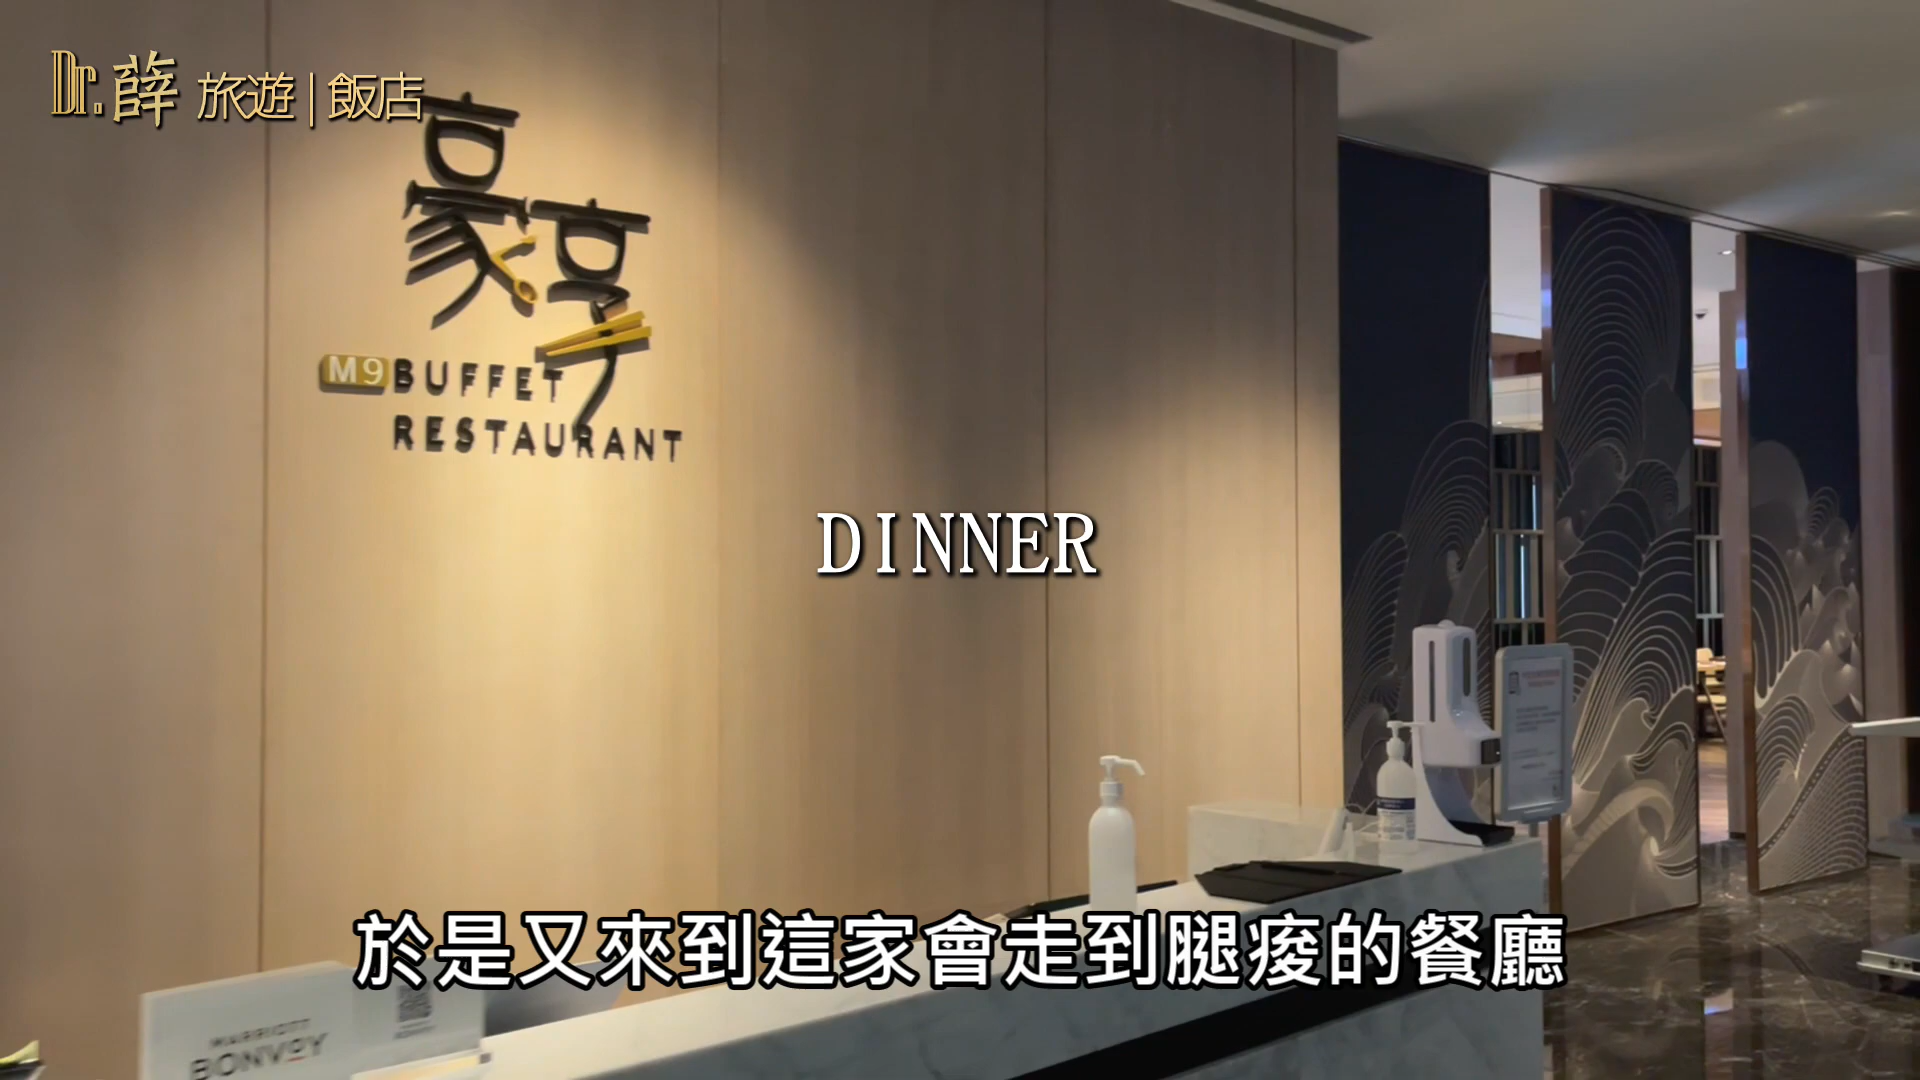 Dr.薛 旅遊|飯店
豪享
M9 BUFFET
RESTAURANT
DINNER
於是又來到這家會走到腿痠的餐廳
MARRIOTT
BONVOY